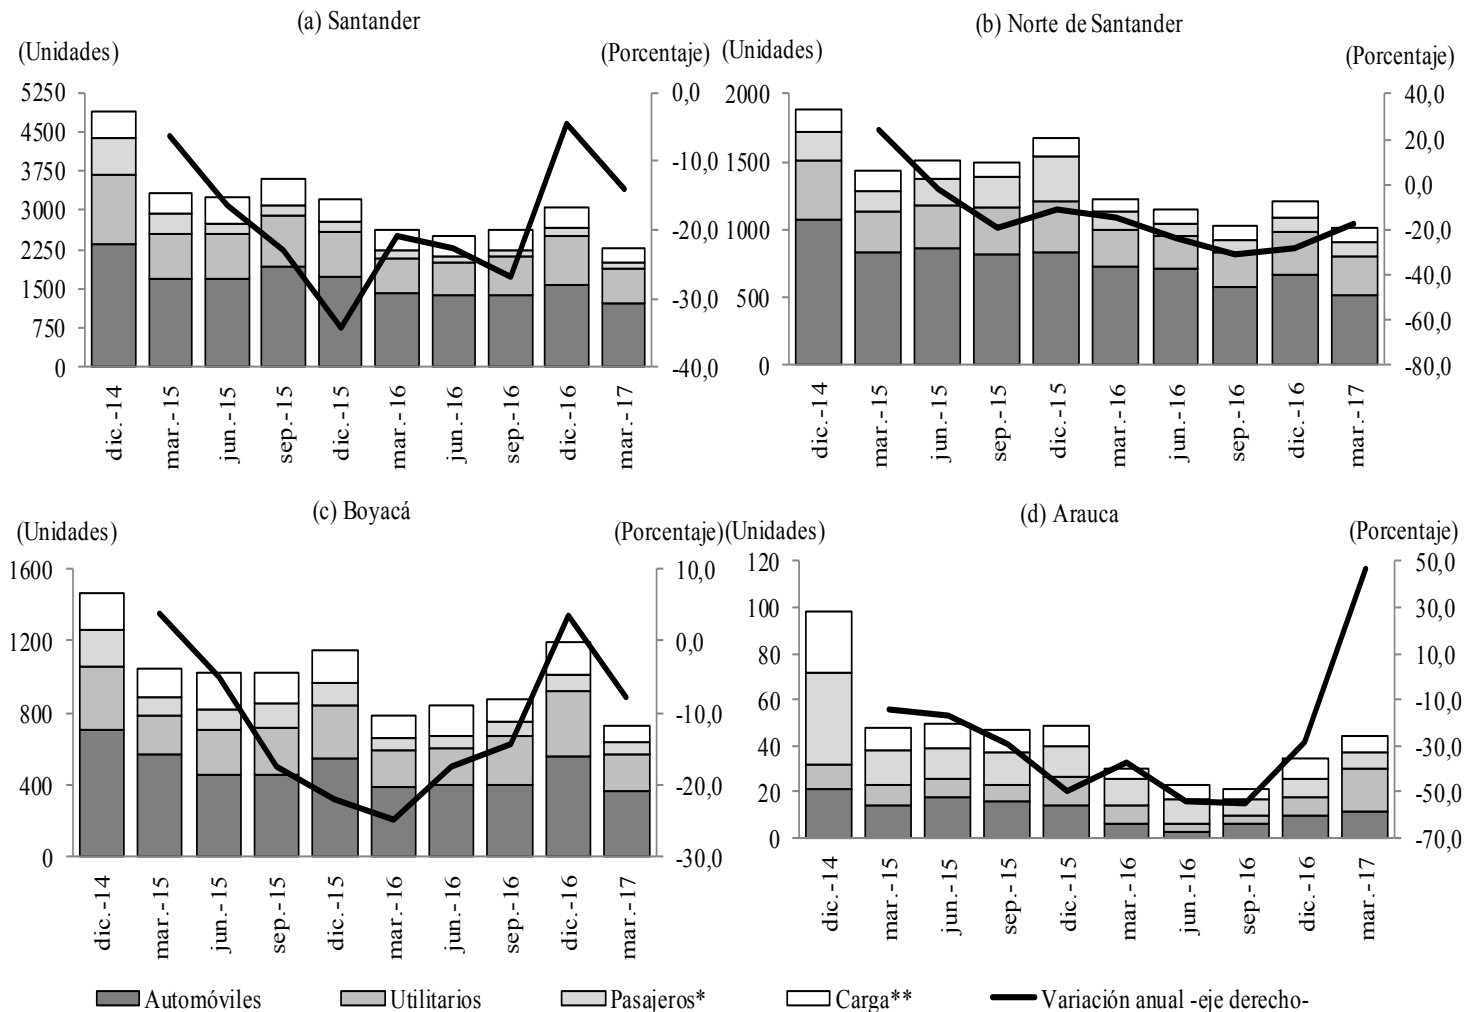 (a) Santander
(Unidades)
(Porcentaje)
5250
4500
3750
3000
2250
1500
750
0
0,0
-10,0
-20,0
-30,0
-40,0
dic.-14
mar.-15
jun.-15
sep.-15
dic.-15
mar.-16
jun.-16
sep.-16
dic.-16
mar.-17
(b) Norte de Santander
(Unidades)
(Porcentaje)
2000
1500
1000
500
0
40,0
20,0
0,0
-20,0
-40,0
-60,0
-80,0
dic.-14
mar.-15
jun.-15
sep.-15
dic.-15
mar.-16
jun.-16
sep.-16
dic.-16
mar.-17
(c) Boyacá
(Unidades)
(Porcentaje)
1600
1200
800
400
0
10,0
0,0
-10,0
-20,0
-30,0
dic.-14
mar.-15
jun.-15
sep.-15
dic.-15
mar.-16
jun.-16
sep.-16
dic.-16
mar.-17
(d) Arauca
(Unidades)
(Porcentaje)
120
100
80
60
40
20
0
50,0
30,0
10,0
-10,0
-30,0
-50,0
-70,0
dic.-14
mar.-15
jun.-15
sep.-15
dic.-15
mar.-16
jun.-16
sep.-16
dic.-16
mar.-17
Automóviles
Utilitarios
Pasajeros*
Carga**
Variación anual -eje derecho-